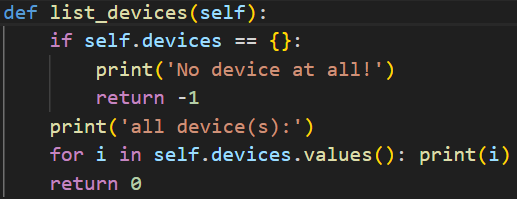 def list_devices(self):
    if self.devices == {}:
        print('No device at all!')
        return -1
    print('all device(s):')
    for i in self.devices.values(): print(i)
    return 0